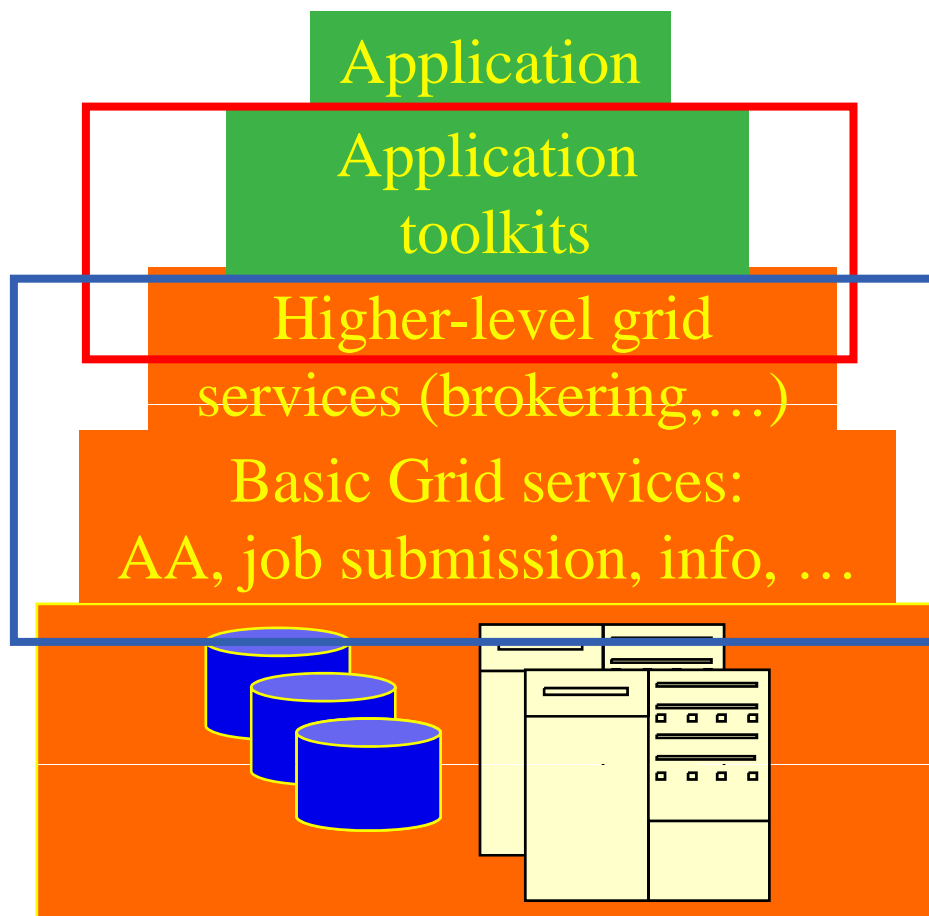 Application
Application
toolkits
Higher-level grid
services (brokering,…)
Basic Grid services:
AA, job submission, info, …